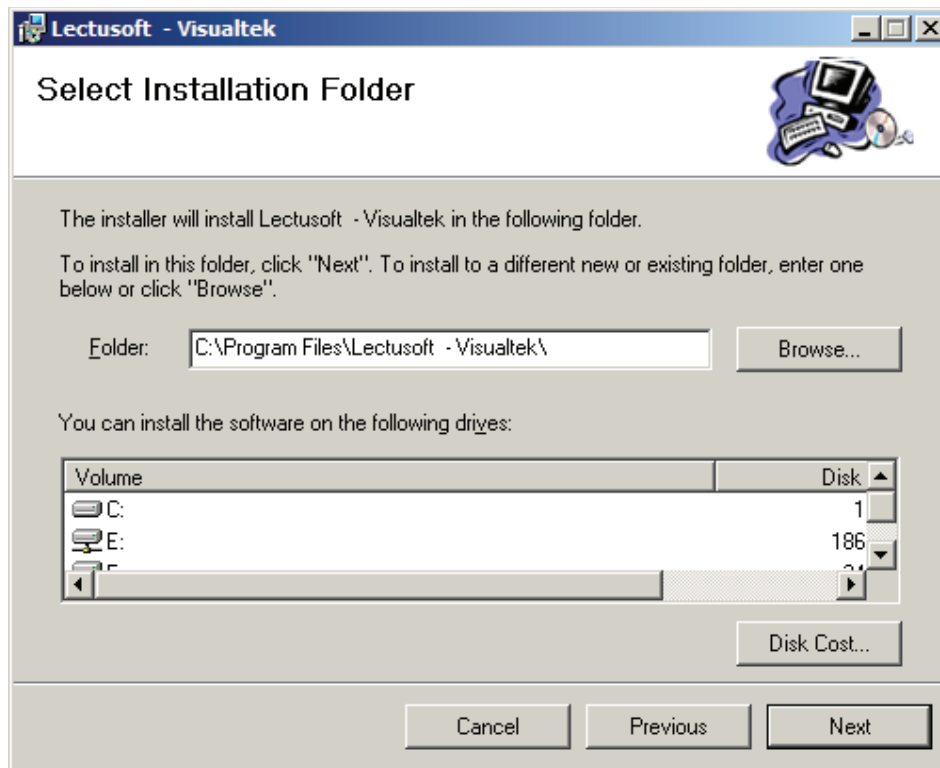 Lectusoft  - Visualtek
Select Installation Folder
The installer will install Lectusoft  - Visualtek in the following folder.
To install in this folder, click "Next". To install to a different new or existing folder, enter one
below or click "Browse".
Folder: C:\Program Files\Lectusoft  - Visualtek\ Browse...
You can install the software on the following drives:
Volume Disk
C: 1
E: 186
Disk Cost...
Cancel Previous Next